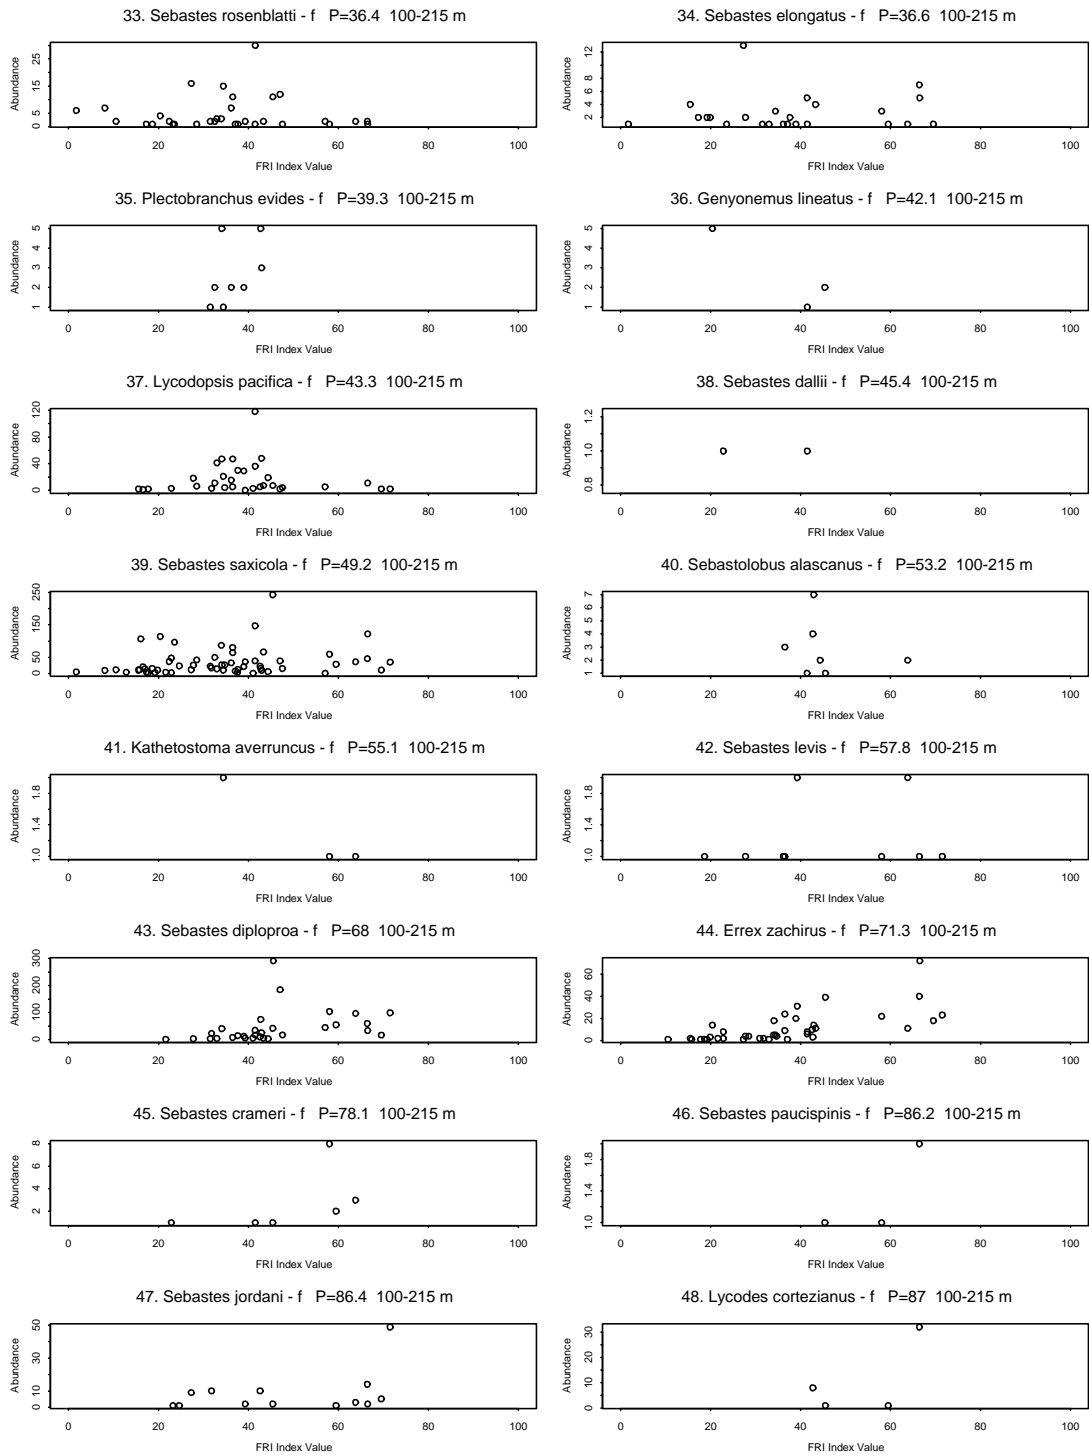 33. Sebastes rosenblatti - f P=36.4 100-215 m
Abundance
0 5 15 25
0 20 40 60 80 100
FRI Index Value
34. Sebastes elongatus - f P=36.6 100-215 m
Abundance
2 4 6 8 12
0 20 40 60 80 100
FRI Index Value
35. Plectobranchus evides - f P=39.3 100-215 m
Abundance
1 2 3 4 5
0 20 40 60 80 100
FRI Index Value
36. Genyonemus lineatus - f P=42.1 100-215 m
Abundance
1 2 3 4 5
0 20 40 60 80 100
FRI Index Value
37. Lycodopsis pacifica - f P=43.3 100-215 m
Abundance
0 40 80 120
0 20 40 60 80 100
FRI Index Value
38. Sebastes dallii - f P=45.4 100-215 m
Abundance
0.8 1.0 1.2
0 20 40 60 80 100
FRI Index Value
39. Sebastes saxicola - f P=49.2 100-215 m
Abundance
0 50 150 250
0 20 40 60 80 100
FRI Index Value
40. Sebastolobus alascanus - f P=53.2 100-215 m
Abundance
1 2 3 4 5 6 7
0 20 40 60 80 100
FRI Index Value
41. Kathetostoma averruncus - f P=55.1 100-215 m
Abundance
1.0 1.4 1.8
0 20 40 60 80 100
FRI Index Value
42. Sebastes levis - f P=57.8 100-215 m
Abundance
1.0 1.4 1.8
0 20 40 60 80 100
FRI Index Value
43. Sebastes diploproa - f P=68 100-215 m
Abundance
0 100 200 300
0 20 40 60 80 100
FRI Index Value
44. Errex zachirus - f P=71.3 100-215 m
Abundance
0 20 40 60
0 20 40 60 80 100
FRI Index Value
45. Sebastes crameri - f P=78.1 100-215 m
Abundance
2 4 6 8
0 20 40 60 80 100
FRI Index Value
46. Sebastes paucispinis - f P=86.2 100-215 m
Abundance
1.0 1.4 1.8
0 20 40 60 80 100
FRI Index Value
47. Sebastes jordani - f P=86.4 100-215 m
Abundance
0 10 30 50
0 20 40 60 80 100
FRI Index Value
48. Lycodes cortezianus - f P=87 100-215 m
Abundance
0 10 20 30
0 20 40 60 80 100
FRI Index Value